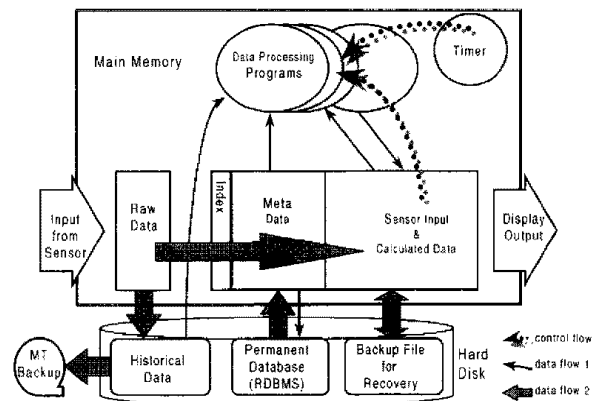 Main Memory
Data Processing
Programs
Timer
Input
from
Sensor
Raw
Data
Index
Meta
Data
Sensor Input
&
Calculated Data
Display
Output
MT
Backup
Historical
Data
Permanent
Database
(RDBMS)
Backup File
for
Recovery
Hard
Disk
control flow
data flow 1
data flow 2